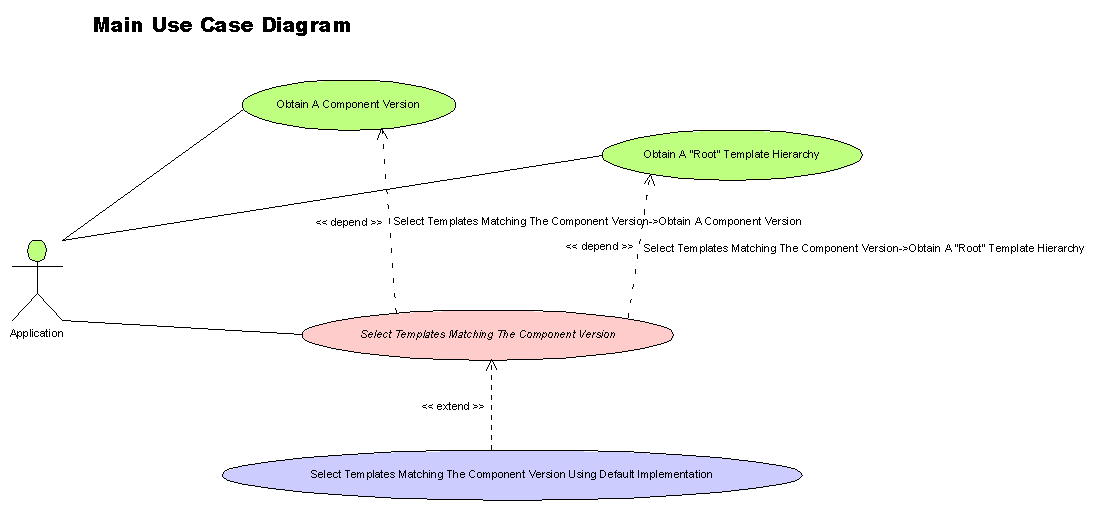 Main Use Case Diagram
Obtain A Component Version
Obtain A "Root" Template Hierarchy
<< depend >>
Select Templates Matching The Component Version->Obtain A Component Version
<< depend >>
Select Templates Matching The Component Version->Obtain A "Root" Template Hierarchy
Application
Select Templates Matching The Component Version
<< extend >>
Select Templates Matching The Component Version Using Default Implementation